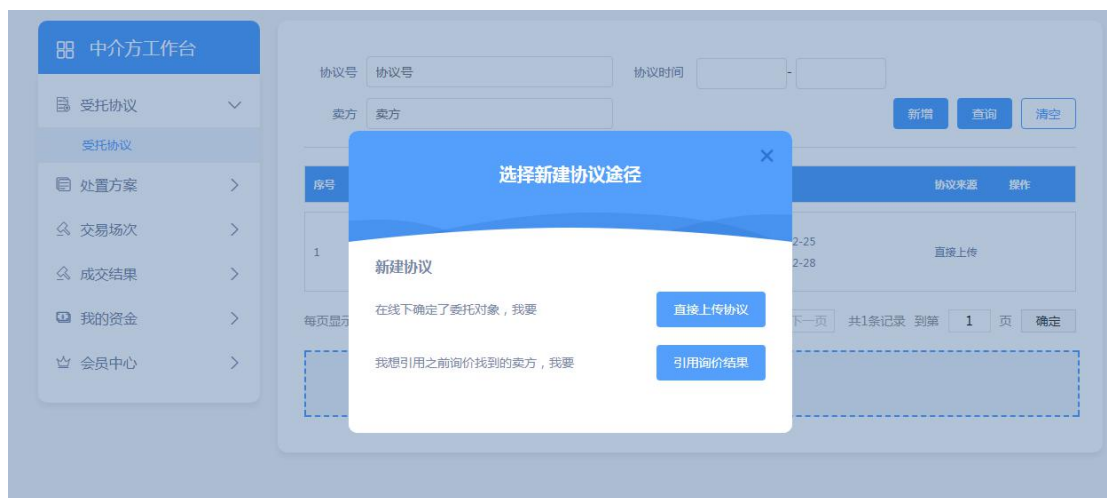 中介方工作台
受托协议
受托协议
处置方案
交易场次
成交结果
我的资金
会员中心
协议号 协议号 协议时间 -
卖方 卖方
新增 查询 清空
序号 协议来源 操作
1 2-25 直接上传
2-28
每页显示 下一页 共1条记录 到第 1 页 确定
选择新建协议途径
新建协议
在线下确定了委托对象，我要 直接上传协议
我想引用之前询价找到的卖方，我要 引用询价结果